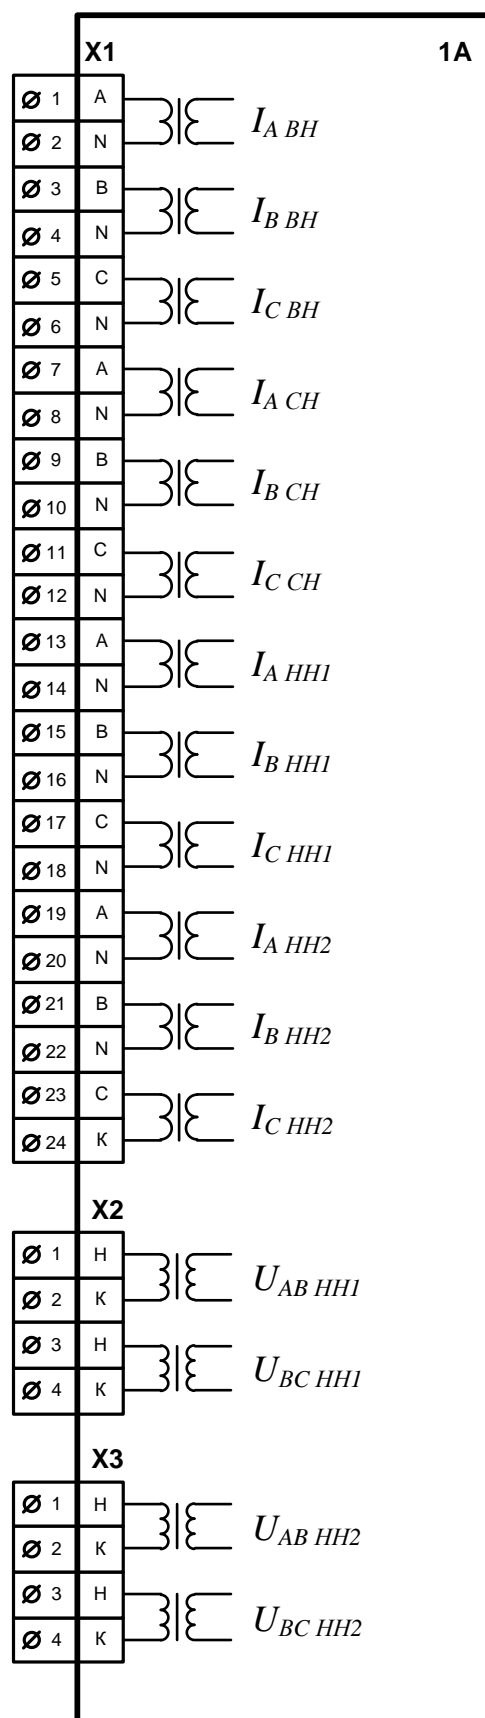 X1 1A
1 A
2 N
I_A ВН
3 B
4 N
I_B ВН
5 C
6 N
I_C ВН
7 A
8 N
I_A СН
9 B
10 N
I_B СН
11 C
12 N
I_C СН
13 A
14 N
I_A НН1
15 B
16 N
I_B НН1
17 C
18 N
I_C НН1
19 A
20 N
I_A НН2
21 B
22 N
I_B НН2
23 C
24 К
I_C НН2
X2
1 Н
2 К
U_AB НН1
3 Н
4 К
U_BC НН1
X3
1 Н
2 К
U_AB НН2
3 Н
4 К
U_BC НН2